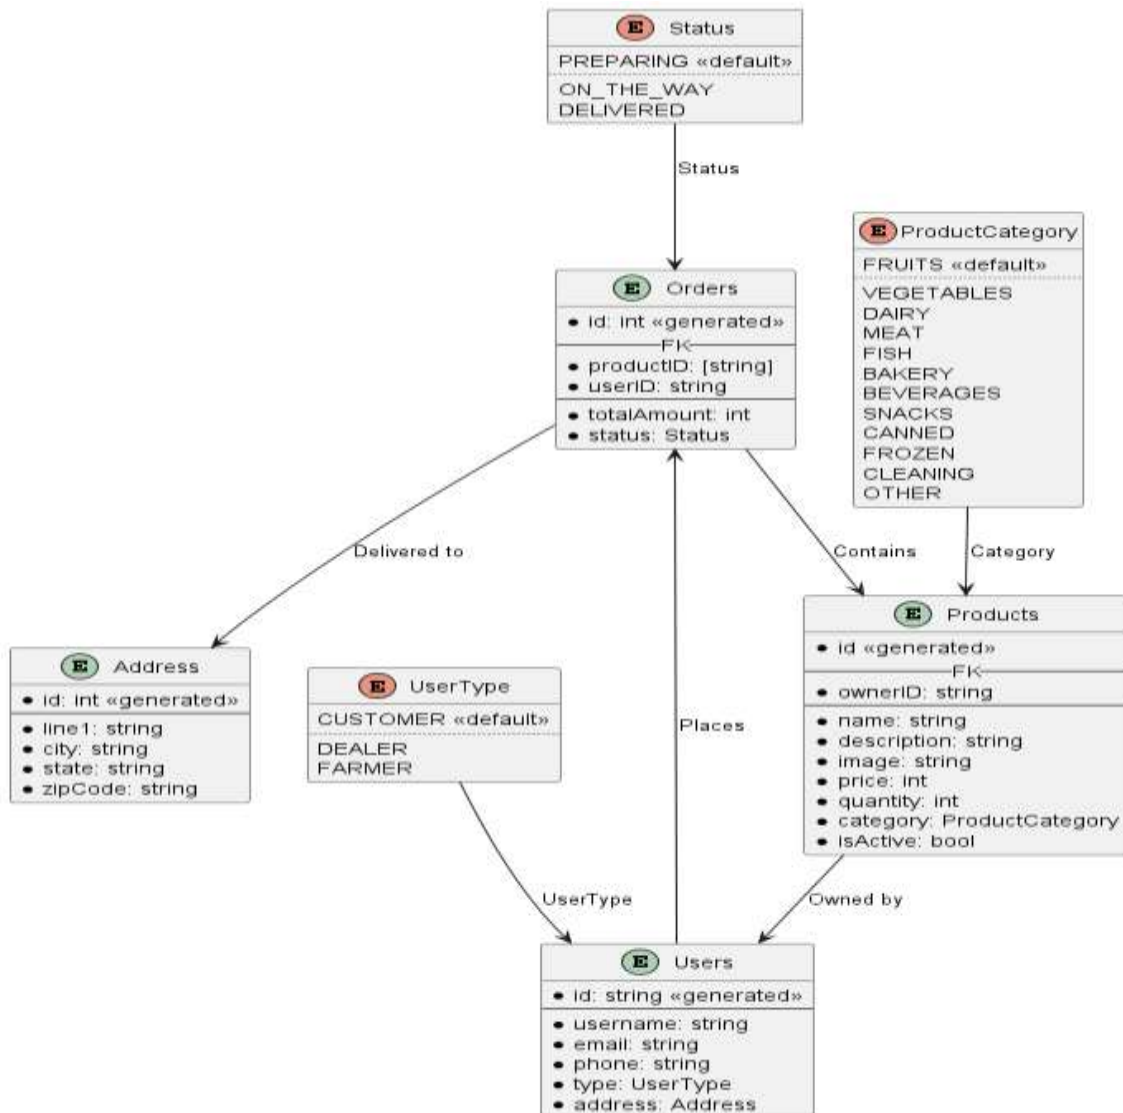 E Status
PREPARING «default»
ON_THE_WAY
DELIVERED
Status
E ProductCategory
FRUITS «default»
VEGETABLES
DAIRY
MEAT
FISH
BAKERY
BEVERAGES
SNACKS
CANNED
FROZEN
CLEANING
OTHER
E Orders
id: int «generated»
FK
productID: [string]
userID: string
totalAmount: int
status: Status
Delivered to
Contains
Category
E Address
id: int «generated»
line1: string
city: string
state: string
zipCode: string
E UserType
CUSTOMER «default»
DEALER
FARMER
Places
E Products
id «generated»
FK
ownerID: string
name: string
description: string
image: string
price: int
quantity: int
category: ProductCategory
isActive: bool
UserType
Owned by
E Users
id: string «generated»
username: string
email: string
phone: string
type: UserType
address: Address